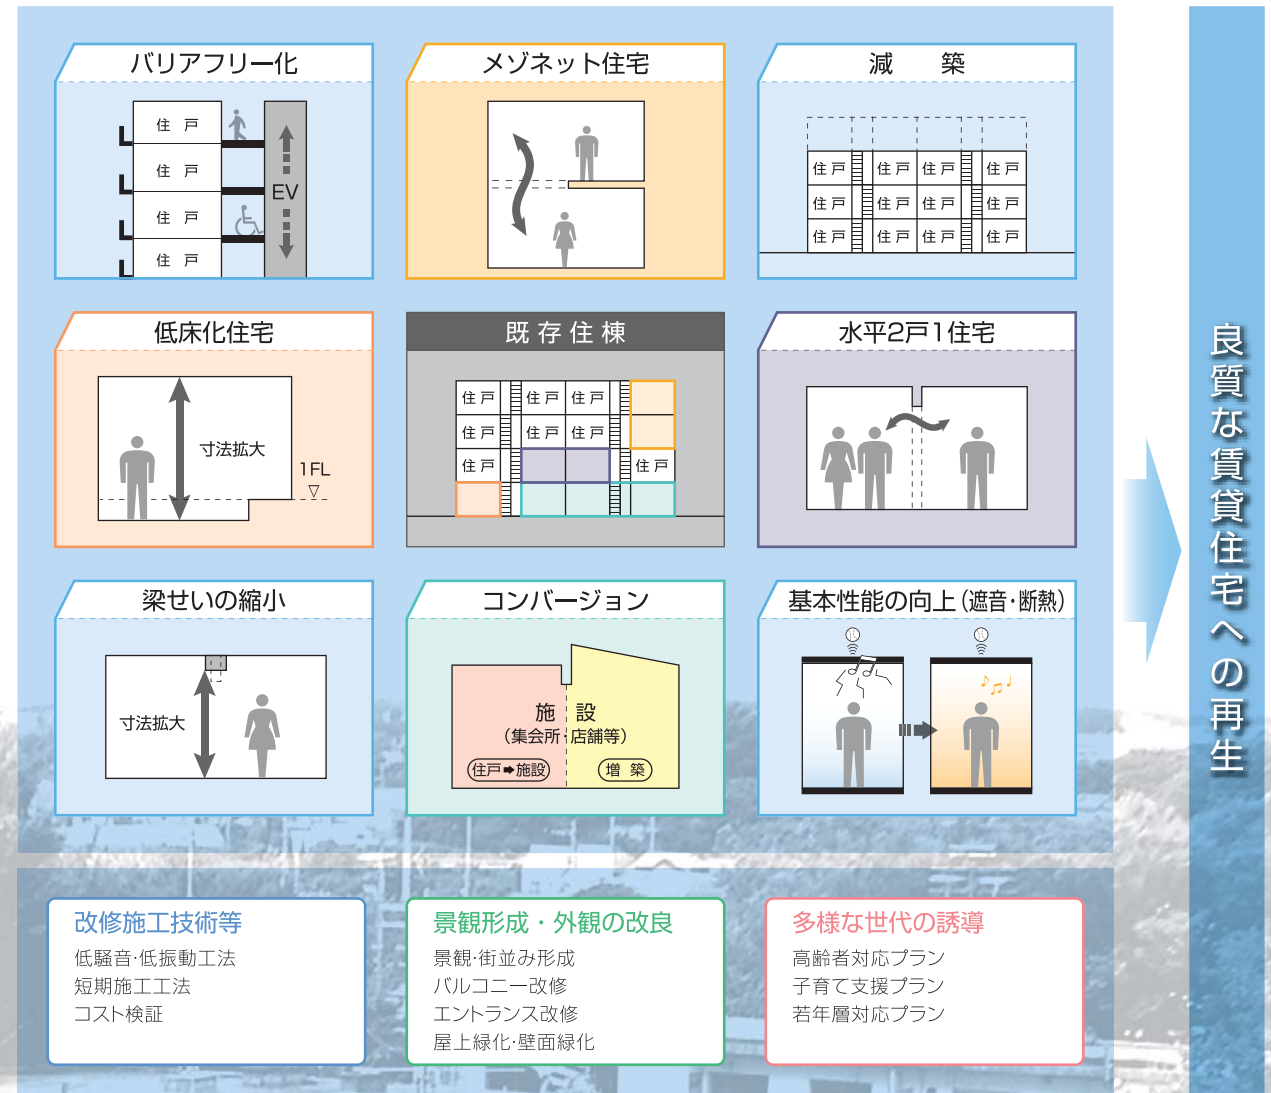 バリアフリー化
住 戸
住 戸
住 戸
住 戸
EV
メゾネット住宅
減 築
住戸 住戸 住戸 住戸
住戸 住戸 住戸 住戸
住戸 住戸 住戸 住戸
低床化住宅
寸法拡大
1FL
既存住棟
住戸 住戸 住戸
住戸 住戸 住戸
住戸 住戸
水平2戸1住宅
梁せいの縮小
寸法拡大
コンバージョン
施 設
(集会所・店舗等)
住戸➡施設
増 築
基本性能の向上(遮音・断熱)
良質な賃貸住宅への再生
改修施工技術等
低騒音・低振動工法
短期施工工法
コスト検証
景観形成・外観の改良
景観・街並み形成
バルコニー改修
エントランス改修
屋上緑化・壁面緑化
多様な世代の誘導
高齢者対応プラン
子育て支援プラン
若年層対応プラン